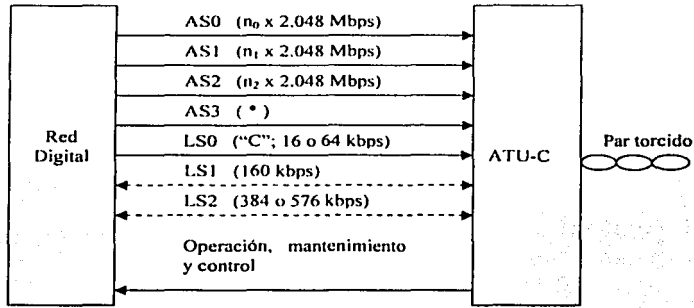 AS0 (n₀ x 2.048 Mbps)
AS1 (n₁ x 2.048 Mbps)
AS2 (n₂ x 2.048 Mbps)
AS3 ( * )
LS0 ("C"; 16 o 64 kbps)
LS1 (160 kbps)
LS2 (384 o 576 kbps)
Operación, mantenimiento
y control
Red
Digital
ATU-C
Par torcido